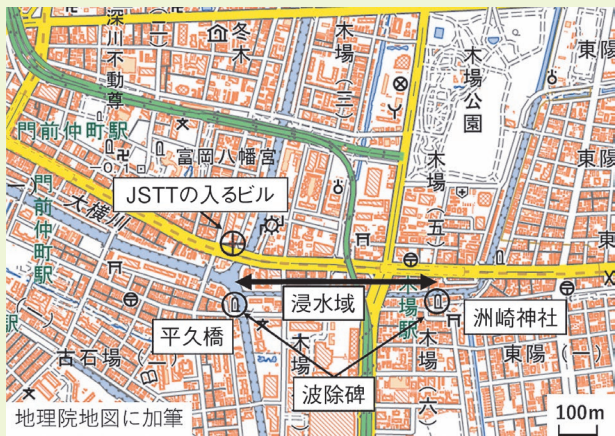 深川不動尊
(二)
冬木
木場(三)
木場公園
東陽
門前仲町駅
富岡八幡宮
JSTTの入るビル
木場(五)
東
門前仲町駅
大横川
浸水域
木場駅
平久橋
洲崎神社
古石場
木場
波除碑
木場(六)
東陽(一)
地理院地図に加筆
100m